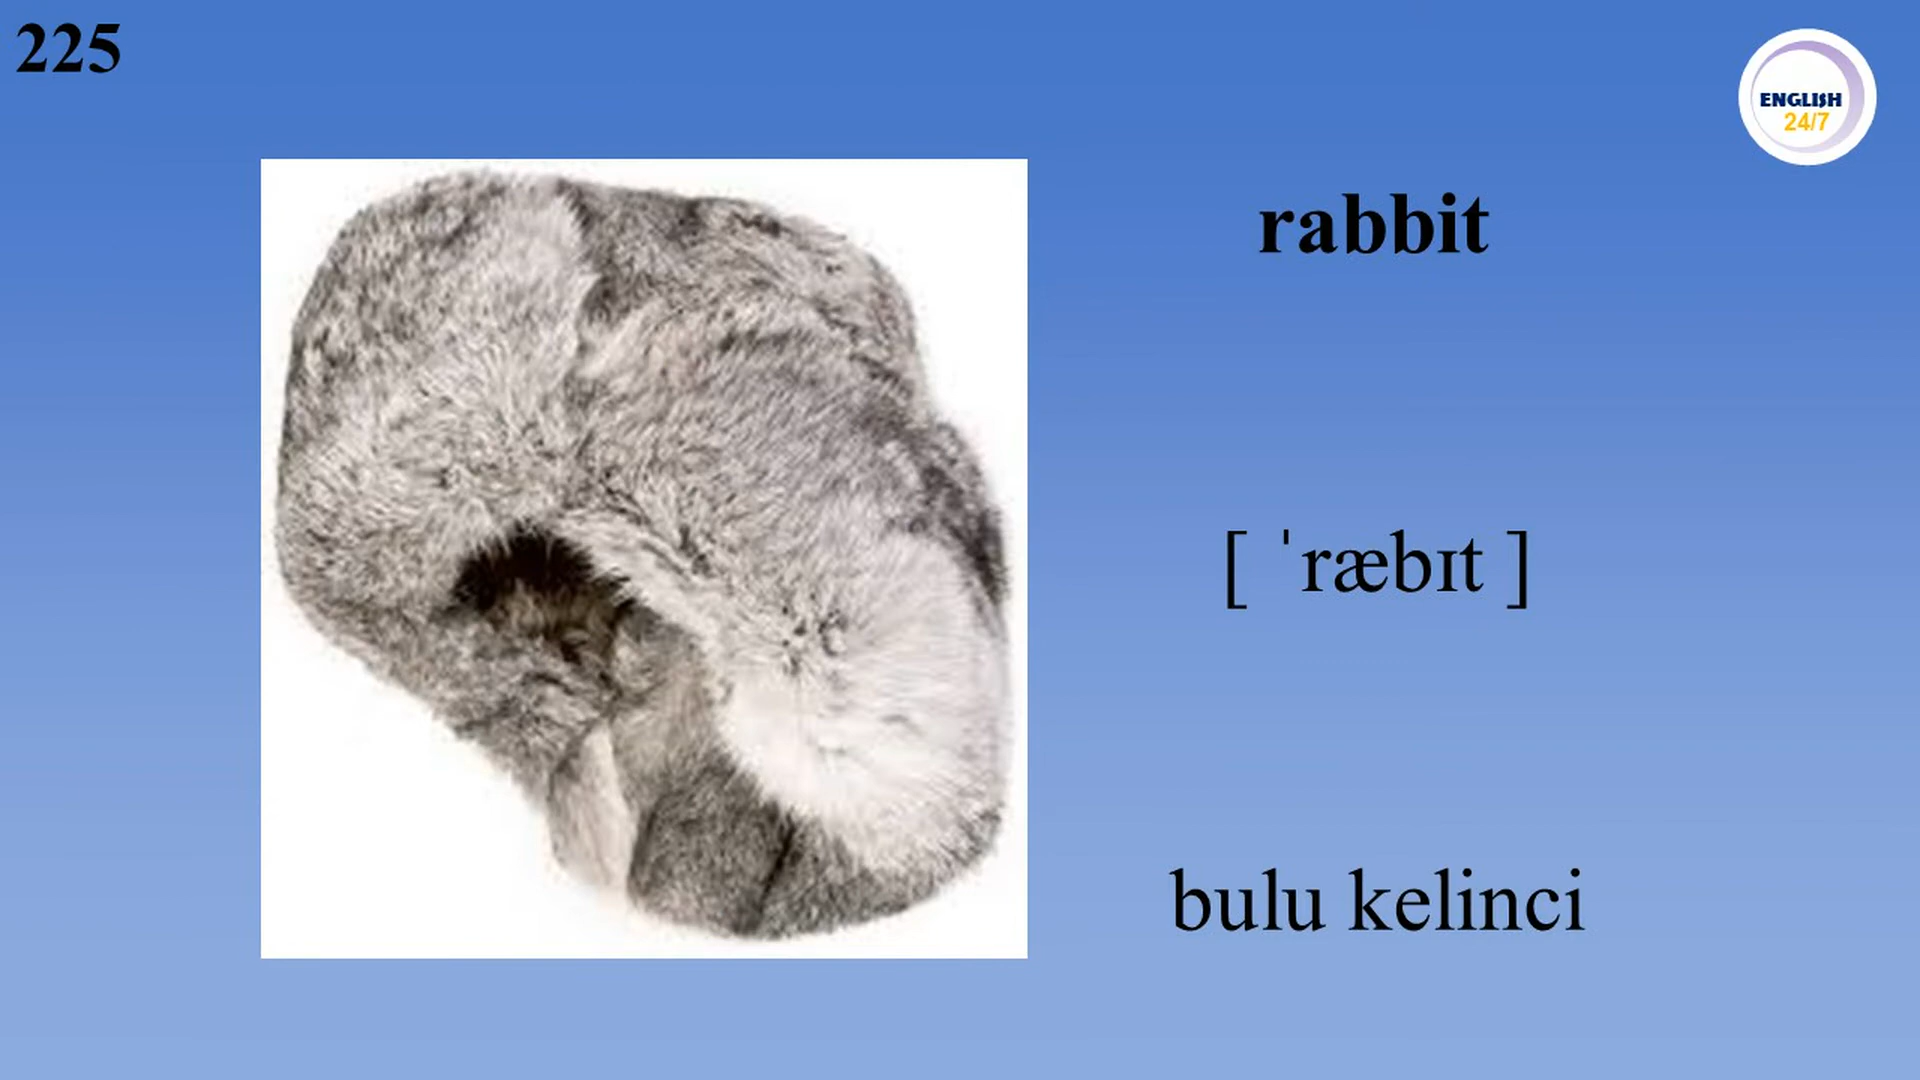 225
ENGLISH
24/7
rabbit
[ ˈræbɪt ]
bulu kelinci